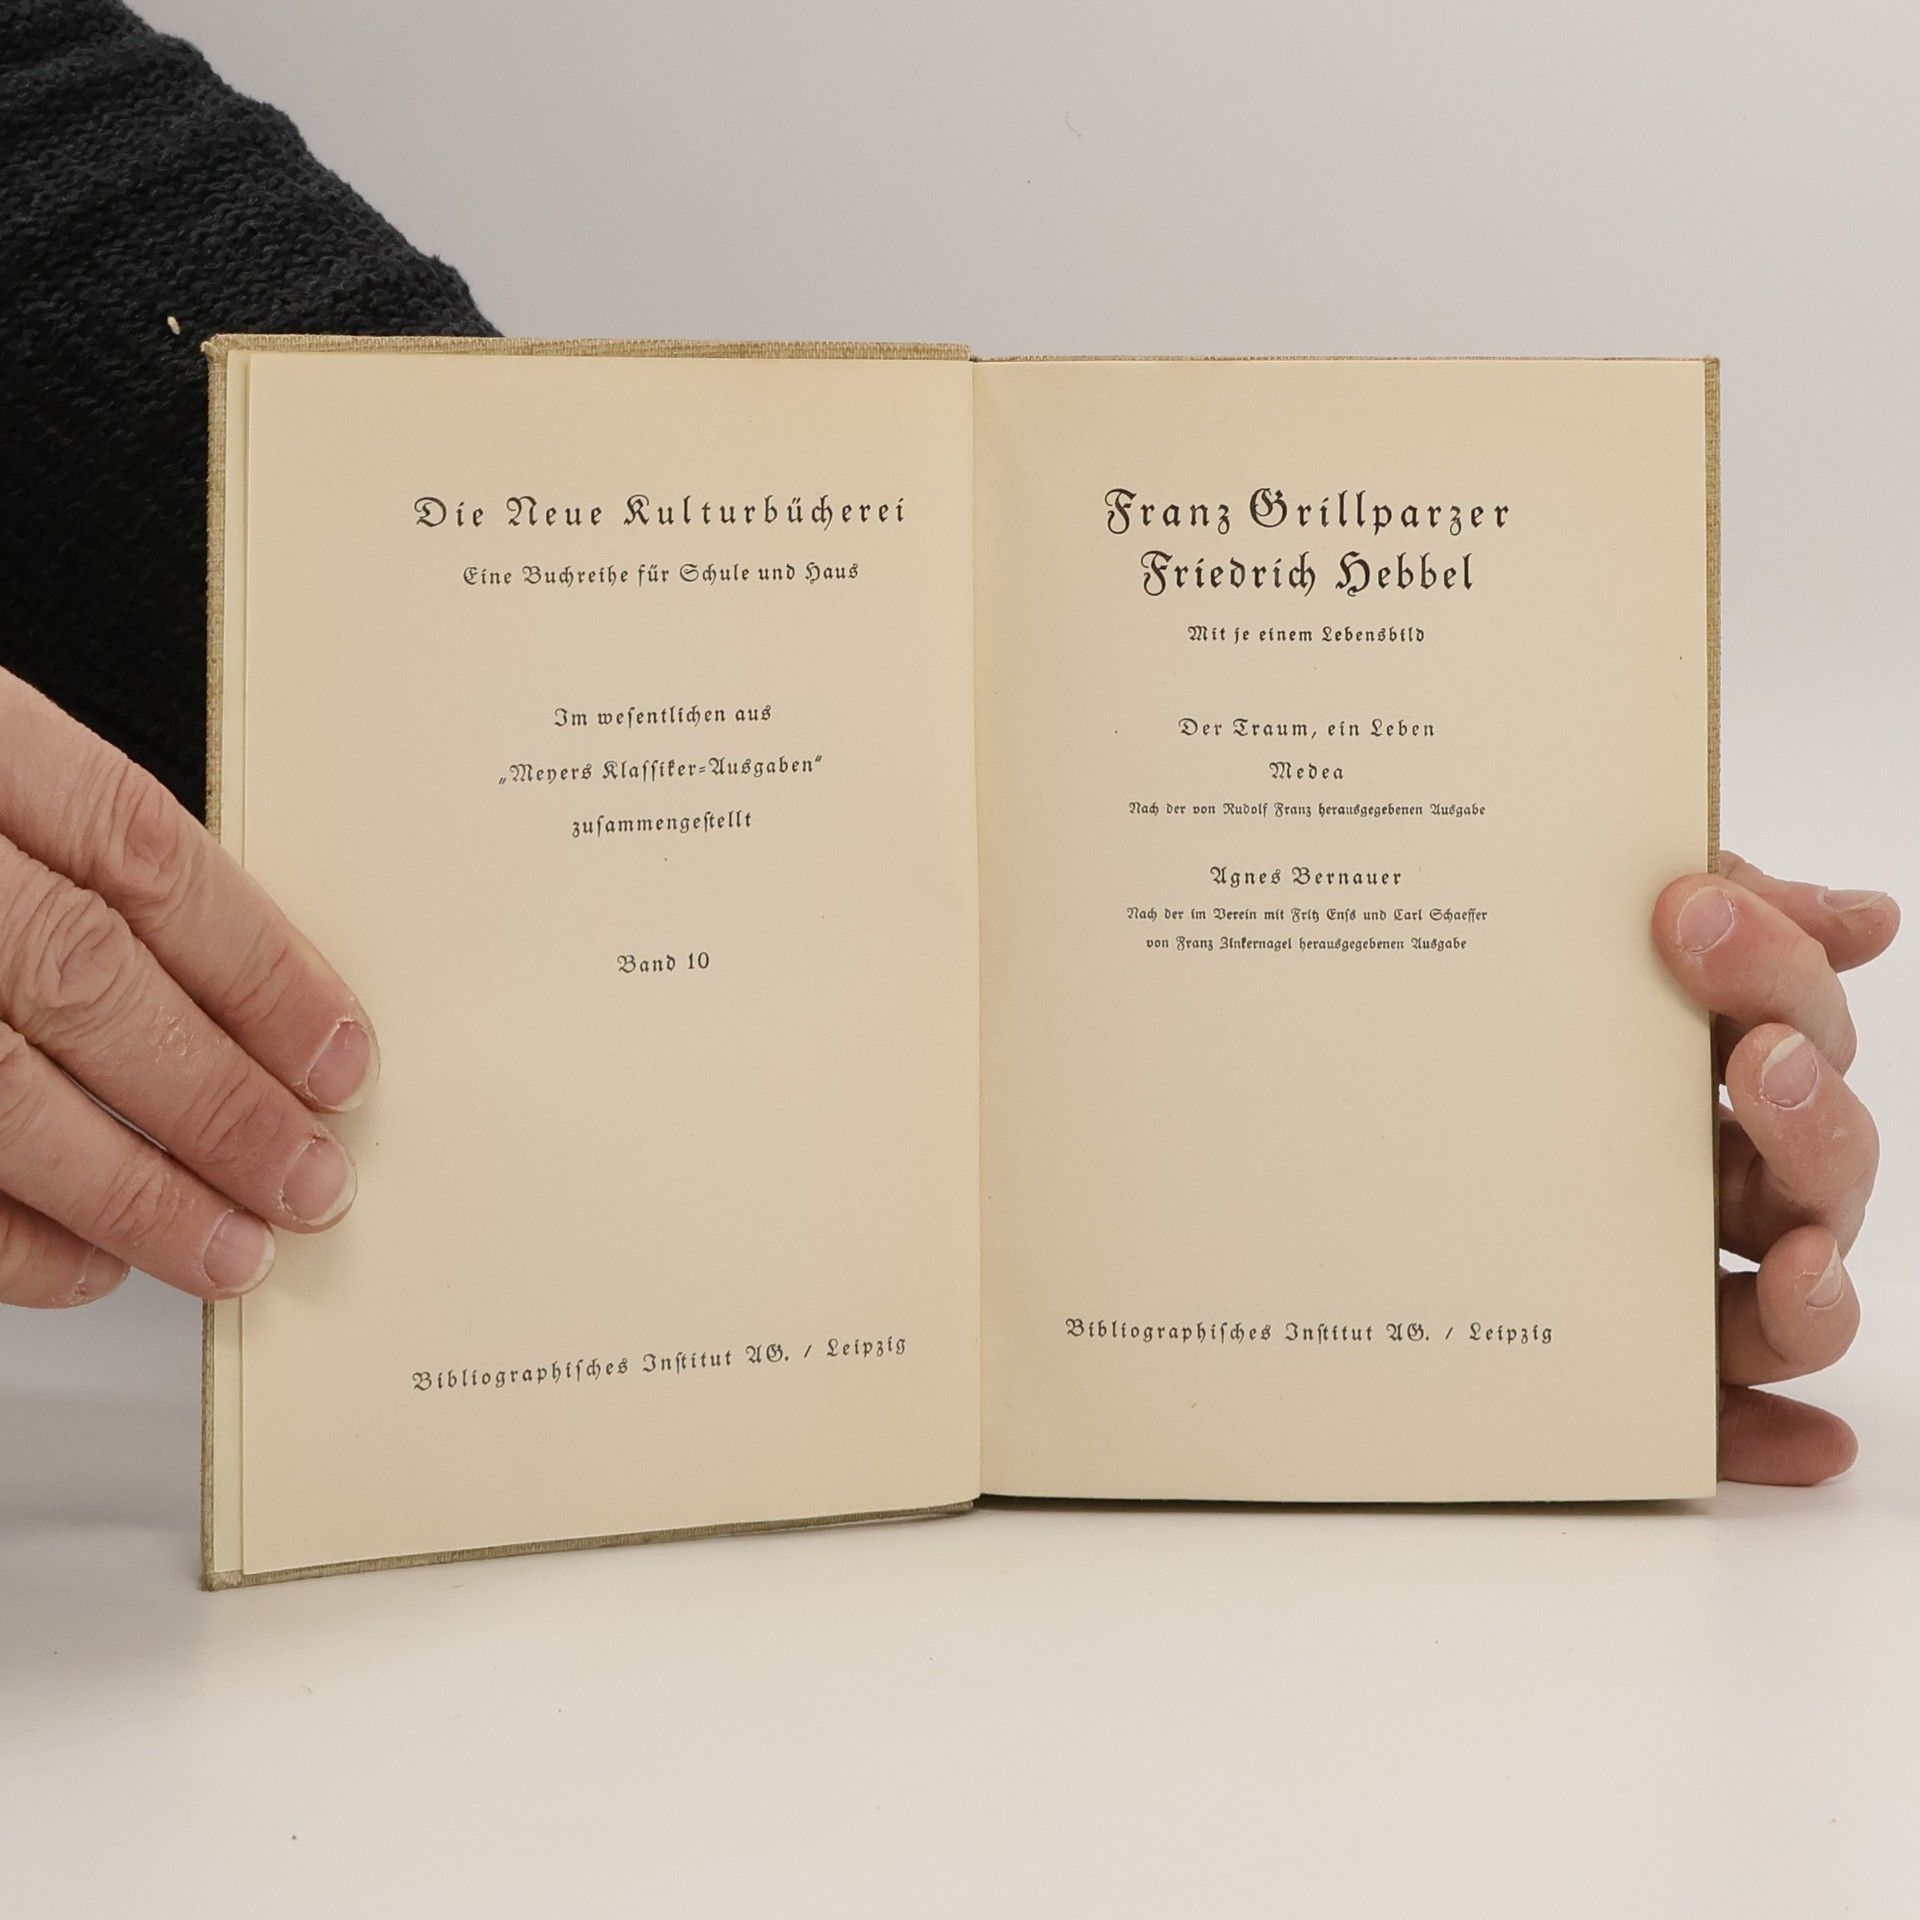 Die Neue Kulturbücherei
Eine Buchreihe für Schule und Haus
Im weſentlichen aus
„Meyers Klaſſiker=Ausgaben“
zuſammengeſtellt
Band 10
Bibliographiſches Inſtitut AG. / Leipzig
Franz Grillparzer
Friedrich Hebbel
Mit je einem Lebensbild
Der Traum, ein Leben
Medea
Nach der von Rudolf Franz herausgegebenen Ausgabe
Agnes Bernauer
Nach der im Verein mit Fritz Enſs und Carl Schaeffer
von Franz Zinkernagel herausgegebenen Ausgabe
Bibliographiſches Inſtitut AG. / Leipzig